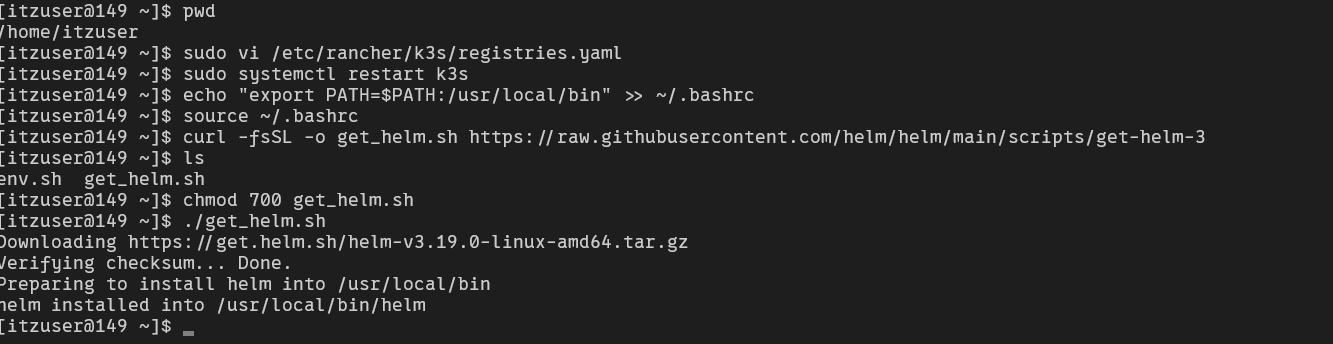 [itzuser@149 ~]$ pwd
/home/itzuser
[itzuser@149 ~]$ sudo vi /etc/rancher/k3s/registries.yaml
[itzuser@149 ~]$ sudo systemctl restart k3s
[itzuser@149 ~]$ echo "export PATH=$PATH:/usr/local/bin" >> ~/.bashrc
[itzuser@149 ~]$ source ~/.bashrc
[itzuser@149 ~]$ curl -fsSL -o get_helm.sh https://raw.githubusercontent.com/helm/helm/main/scripts/get-helm-3
[itzuser@149 ~]$ ls
env.sh  get_helm.sh
[itzuser@149 ~]$ chmod 700 get_helm.sh
[itzuser@149 ~]$ ./get_helm.sh
Downloading https://get.helm.sh/helm-v3.19.0-linux-amd64.tar.gz
Verifying checksum... Done.
Preparing to install helm into /usr/local/bin
helm installed into /usr/local/bin/helm
[itzuser@149 ~]$